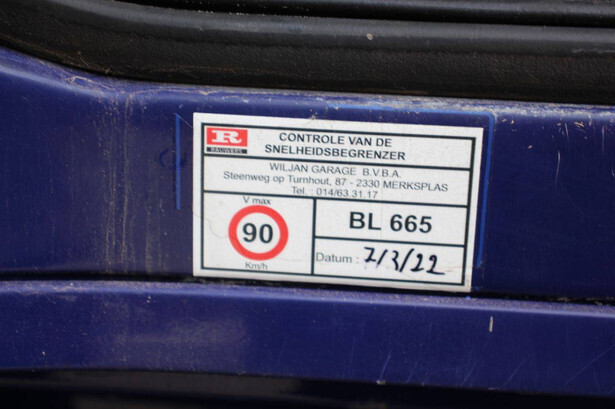 R
RAUWERS
CONTROLE VAN DE
SNELHEIDSBEGRENZER
WILJAN GARAGE B.V.B.A.
Steenweg op Turnhout, 87 - 2330 MERKSPLAS
Tel. : 014/63.31.17
V max
90
Km/h
BL 665
Datum : 7/3/22